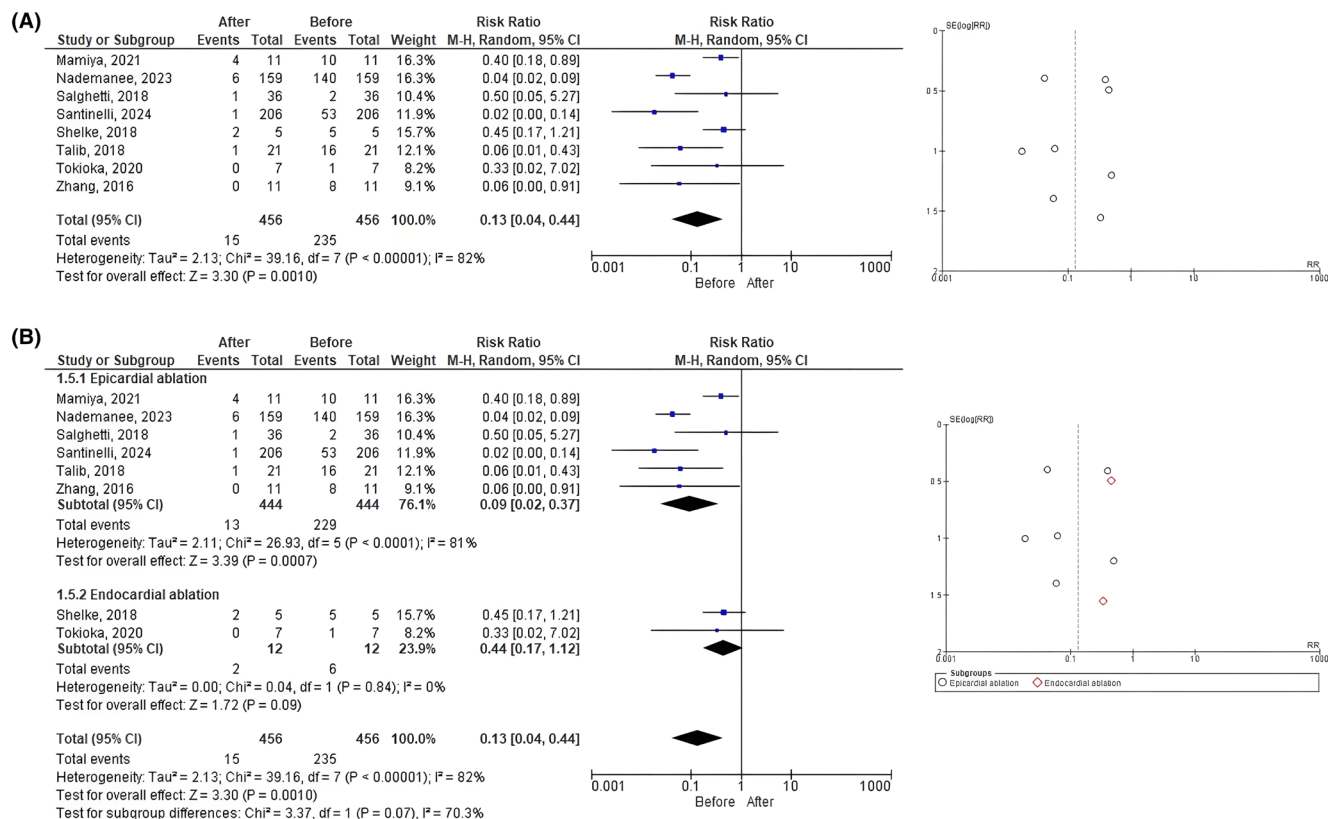 (A)
After Before Risk Ratio Risk Ratio
Study or Subgroup Events Total Events Total Weight M-H, Random, 95% CI M-H, Random, 95% CI
Mamiya, 2021 4 11 10 11 16.3% 0.40 [0.18, 0.89]
Nademanee, 2023 6 159 140 159 16.3% 0.04 [0.02, 0.09]
Salghetti, 2018 1 36 2 36 10.4% 0.50 [0.05, 5.27]
Santinelli, 2024 1 206 53 206 11.9% 0.02 [0.00, 0.14]
Shelke, 2018 2 5 5 5 15.7% 0.45 [0.17, 1.21]
Talib, 2018 1 21 16 21 12.1% 0.06 [0.01, 0.43]
Tokioka, 2020 0 7 1 7 8.2% 0.33 [0.02, 7.02]
Zhang, 2016 0 11 8 11 9.1% 0.06 [0.00, 0.91]
Total (95% CI) 456 456 100.0% 0.13 [0.04, 0.44]
Total events 15 235
Heterogeneity: Tau² = 2.13; Chi² = 39.16, df = 7 (P < 0.00001); I² = 82%
Test for overall effect: Z = 3.30 (P = 0.0010)
0.001 0.1 1 10 1000
Before After
SE(log[RR])
0
0.5
1
1.5
2
0.001 0.1 1 10 1000
RR
(B)
After Before Risk Ratio Risk Ratio
Study or Subgroup Events Total Events Total Weight M-H, Random, 95% CI M-H, Random, 95% CI
1.5.1 Epicardial ablation
Mamiya, 2021 4 11 10 11 16.3% 0.40 [0.18, 0.89]
Nademanee, 2023 6 159 140 159 16.3% 0.04 [0.02, 0.09]
Salghetti, 2018 1 36 2 36 10.4% 0.50 [0.05, 5.27]
Santinelli, 2024 1 206 53 206 11.9% 0.02 [0.00, 0.14]
Talib, 2018 1 21 16 21 12.1% 0.06 [0.01, 0.43]
Zhang, 2016 0 11 8 11 9.1% 0.06 [0.00, 0.91]
Subtotal (95% CI) 444 444 76.1% 0.09 [0.02, 0.37]
Total events 13 229
Heterogeneity: Tau² = 2.11; Chi² = 26.93, df = 5 (P < 0.0001); I² = 81%
Test for overall effect: Z = 3.39 (P = 0.0007)
1.5.2 Endocardial ablation
Shelke, 2018 2 5 5 5 15.7% 0.45 [0.17, 1.21]
Tokioka, 2020 0 7 1 7 8.2% 0.33 [0.02, 7.02]
Subtotal (95% CI) 12 12 23.9% 0.44 [0.17, 1.12]
Total events 2 6
Heterogeneity: Tau² = 0.00; Chi² = 0.04, df = 1 (P = 0.84); I² = 0%
Test for overall effect: Z = 1.72 (P = 0.09)
Total (95% CI) 456 456 100.0% 0.13 [0.04, 0.44]
Total events 15 235
Heterogeneity: Tau² = 2.13; Chi² = 39.16, df = 7 (P < 0.00001); I² = 82%
Test for overall effect: Z = 3.30 (P = 0.0010)
Test for subgroup differences: Chi² = 3.37, df = 1 (P = 0.07), I² = 70.3%
0.001 0.1 1 10 1000
Before After
SE(log[RR])
0
0.5
1
1.5
2
0.001 0.1 1 10 1000
RR
Subgroups
Epicardial ablation Endocardial ablation